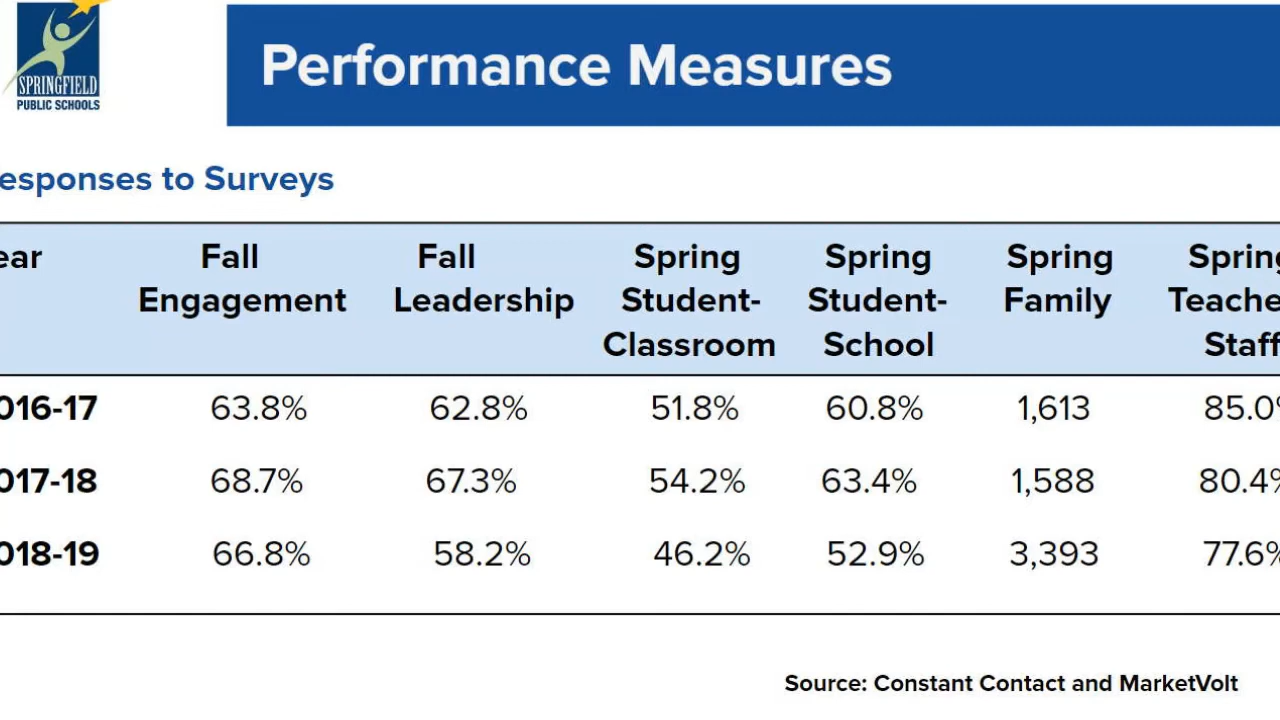 SPRINGFIELD
PUBLIC SCHOOLS
Performance Measures
esponses to Surveys
ear Fall Engagement Fall Leadership Spring Student-Classroom Spring Student-School Spring Family Spring Teache Staff
016-17 63.8% 62.8% 51.8% 60.8% 1,613 85.0%
017-18 68.7% 67.3% 54.2% 63.4% 1,588 80.4%
018-19 66.8% 58.2% 46.2% 52.9% 3,393 77.6%
Source: Constant Contact and MarketVolt